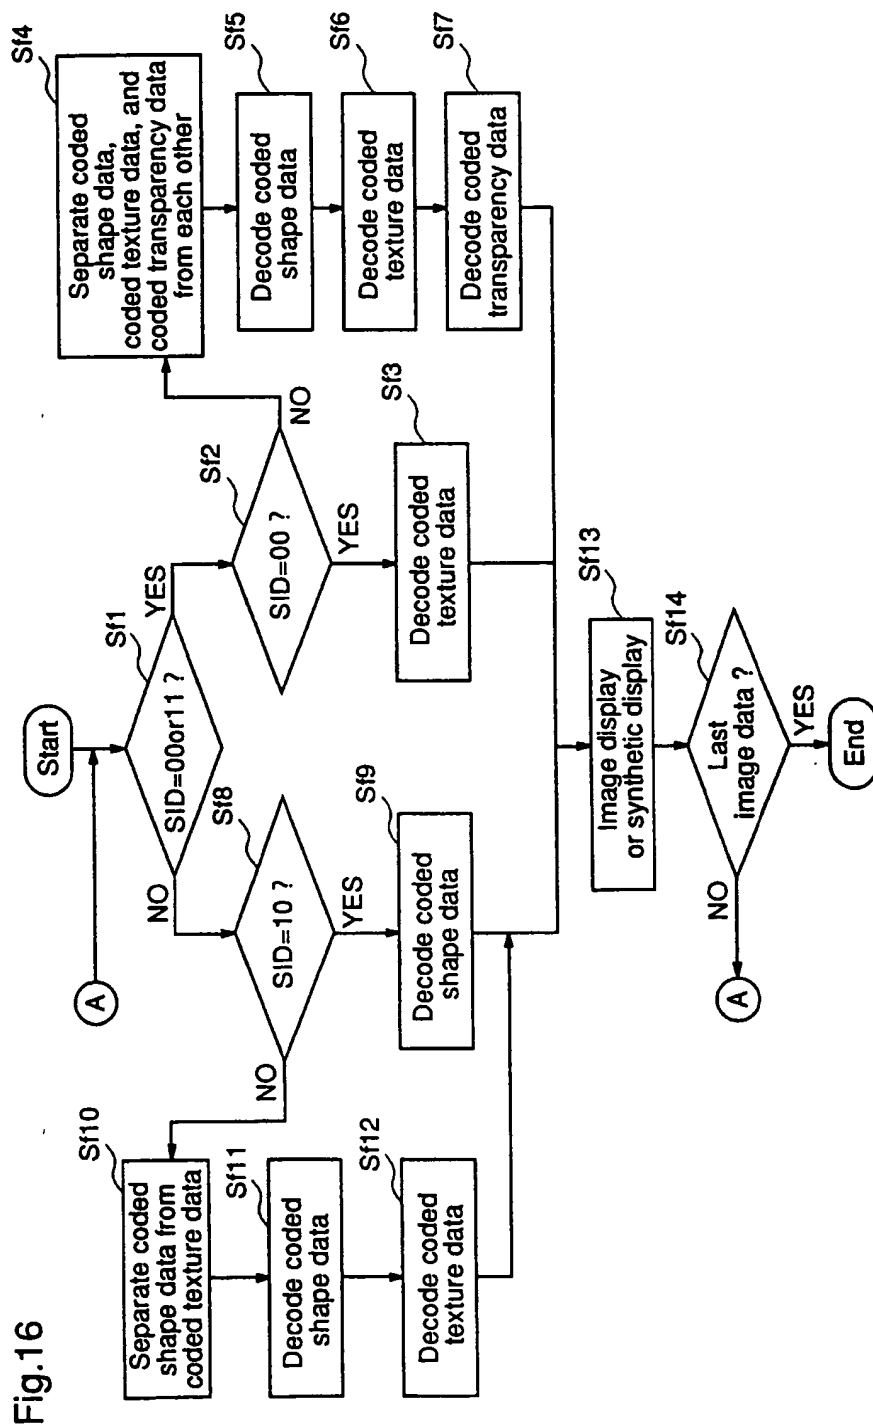 Fig.16
Start
A
Sf1
SID=00or11 ?
YES
NO
Sf2
SID=00 ?
NO
YES
Sf3
Decode coded
texture data
Sf4
Separate coded
shape data,
coded texture data, and
coded transparency data
from each other
Sf5
Decode coded
shape data
Sf6
Decode coded
texture data
Sf7
Decode coded
transparency data
Sf8
SID=10 ?
NO
YES
Sf9
Decode coded
shape data
Sf10
Separate coded
shape data from
coded texture data
Sf11
Decode coded
shape data
Sf12
Decode coded
texture data
Sf13
Image display
or synthetic display
Sf14
Last
image data ?
NO
YES
A
End